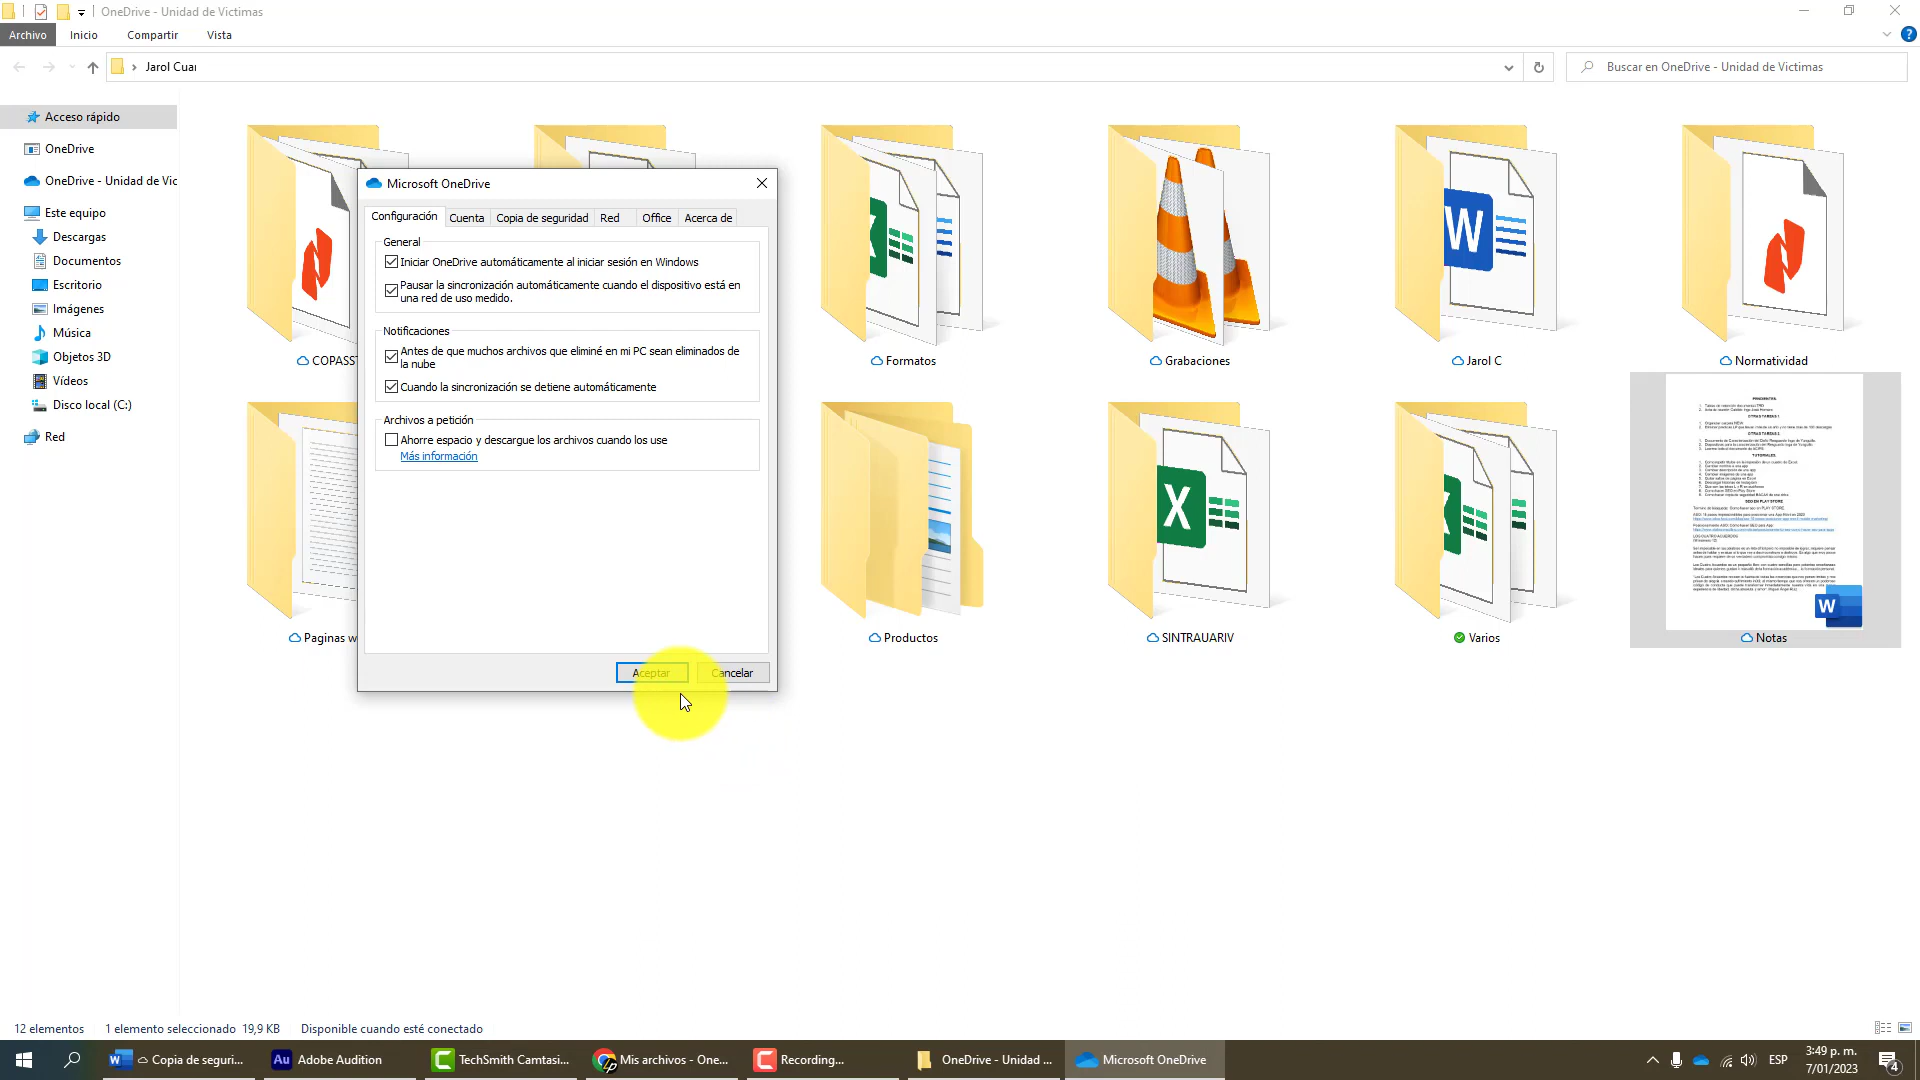 OneDrive - Unidad de Victimas
Archivo
Inicio
Compartir
Vista
Jarol Cuar
Buscar en OneDrive - Unidad de Victimas
Acceso rápido
OneDrive
OneDrive - Unidad de Vic
Este equipo
Descargas
Documentos
Escritorio
Imágenes
Música
Objetos 3D
Vídeos
Disco local (C:)
Red
COPASST
Formatos
Grabaciones
Jarol C
Normatividad
Paginas w
Productos
SINTRAUARIV
Varios
Notas
Microsoft OneDrive
Configuración
Cuenta
Copia de seguridad
Red
Office
Acerca de
General
Iniciar OneDrive automáticamente al iniciar sesión en Windows
Pausar la sincronización automáticamente cuando el dispositivo está en
una red de uso medido.
Notificaciones
Antes de que muchos archivos que eliminé en mi PC sean eliminados de
la nube
Cuando la sincronización se detiene automáticamente
Archivos a petición
Ahorre espacio y descargue los archivos cuando los use
Más información
Aceptar
Cancelar
12 elementos
1 elemento seleccionado 19,9 KB
Disponible cuando esté conectado
Copia de seguri...
Adobe Audition
TechSmith Camtasi...
Mis archivos - One...
Recording...
OneDrive - Unidad ...
Microsoft OneDrive
ESP
3:49 p. m.
7/01/2023
4